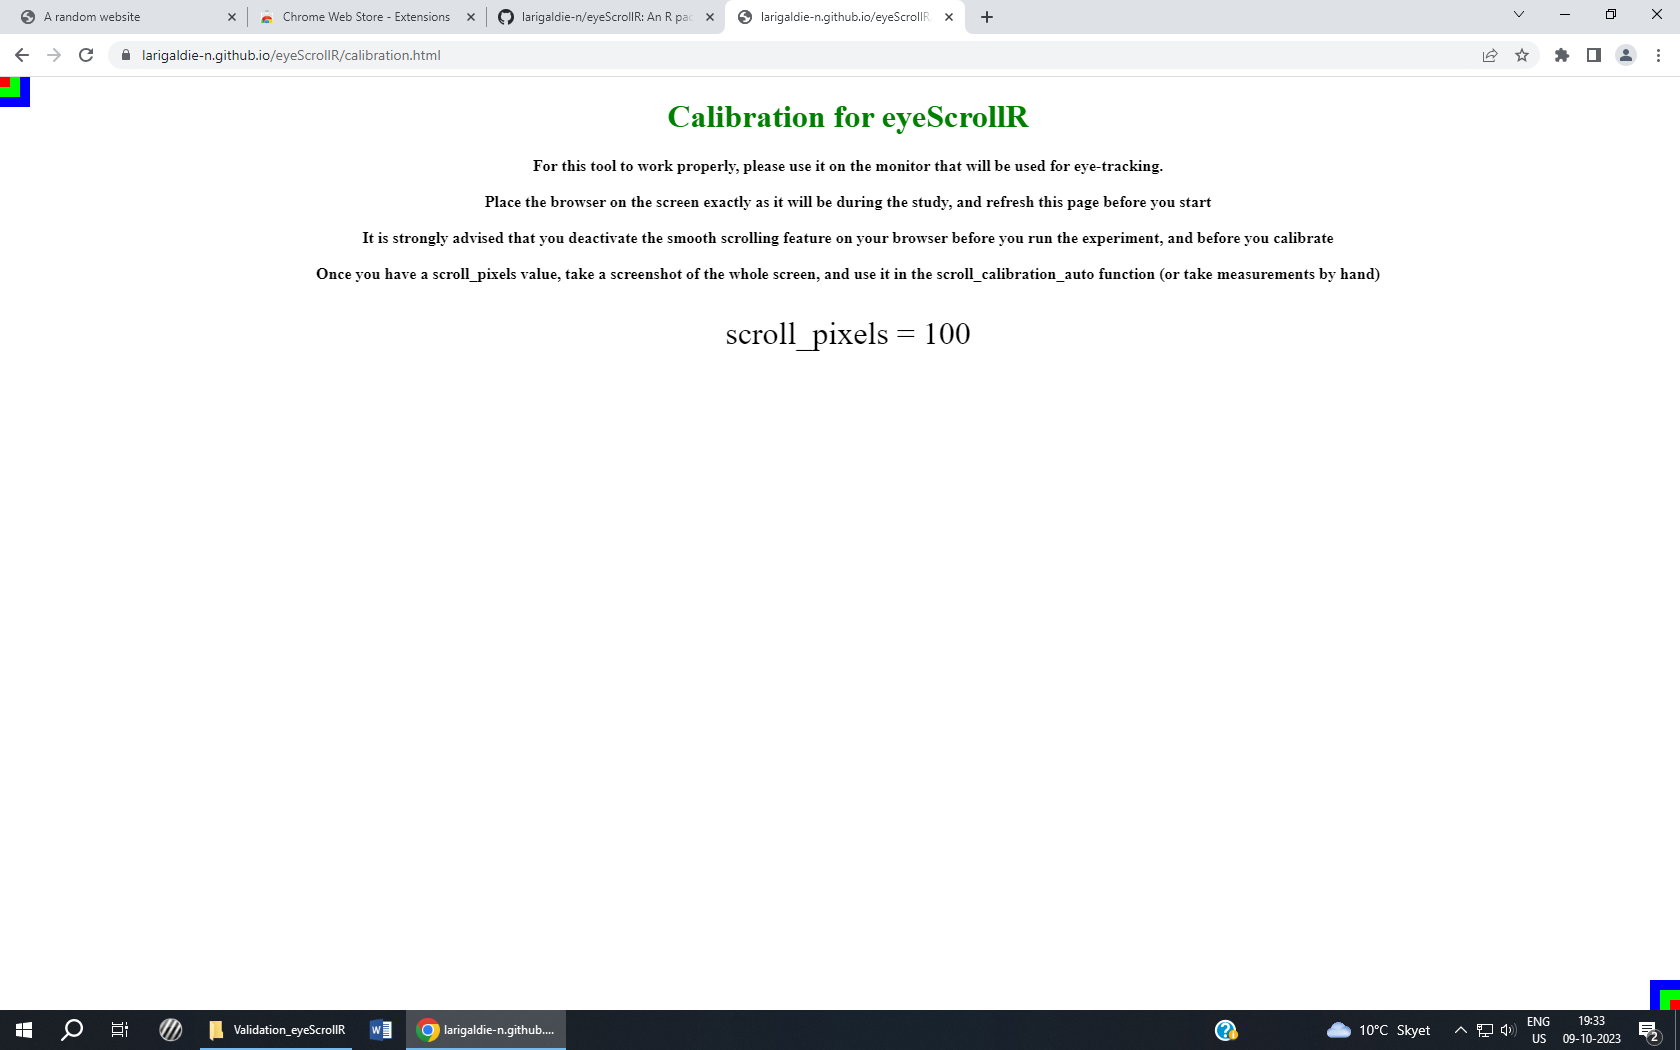 A random website
Chrome Web Store - Extensions
larigaldie-n/eyeScrollR: An R pac
larigaldie-n.github.io/eyeScrollR
larigaldie-n.github.io/eyeScrollR/calibration.html
Calibration for eyeScrollR
For this tool to work properly, please use it on the monitor that will be used for eye-tracking.
Place the browser on the screen exactly as it will be during the study, and refresh this page before you start
It is strongly advised that you deactivate the smooth scrolling feature on your browser before you run the experiment, and before you calibrate
Once you have a scroll_pixels value, take a screenshot of the whole screen, and use it in the scroll_calibration_auto function (or take measurements by hand)
scroll_pixels = 100
Validation_eyeScrollR
larigaldie-n.github....
10°C Skyet
ENG
US
19:33
09-10-2023
2